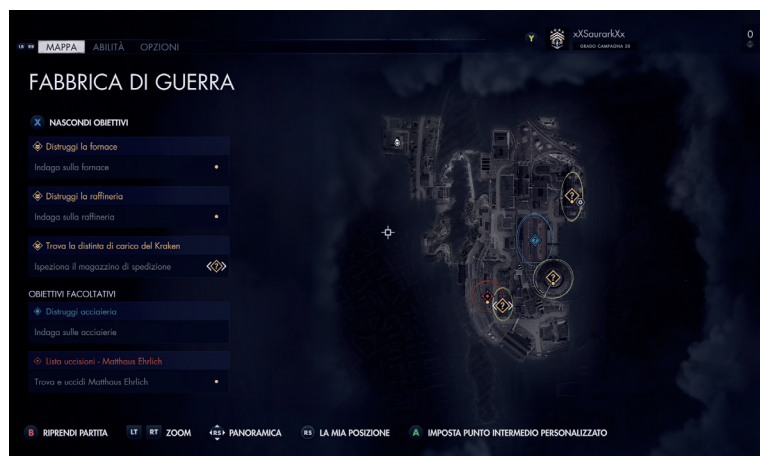 LB RB MAPPA ABILITÀ OPZIONI
Y xXSaurarkXx 0
GRADO CAMPAGNA 20
FABBRICA DI GUERRA
X NASCONDI OBIETTIVI
Distruggi la fornace
Indaga sulla fornace
Distruggi la raffineria
Indaga sulla raffineria
Trova la distinta di carico del Kraken
Ispeziona il magazzino di spedizione
OBIETTIVI FACOLTATIVI
Distruggi acciaieria
Indaga sulle acciaierie
Lista uccisioni - Matthaus Ehrlich
Trova e uccidi Matthaus Ehrlich
B RIPRENDI PARTITA LT RT ZOOM RS PANORAMICA RS LA MIA POSIZIONE A IMPOSTA PUNTO INTERMEDIO PERSONALIZZATO